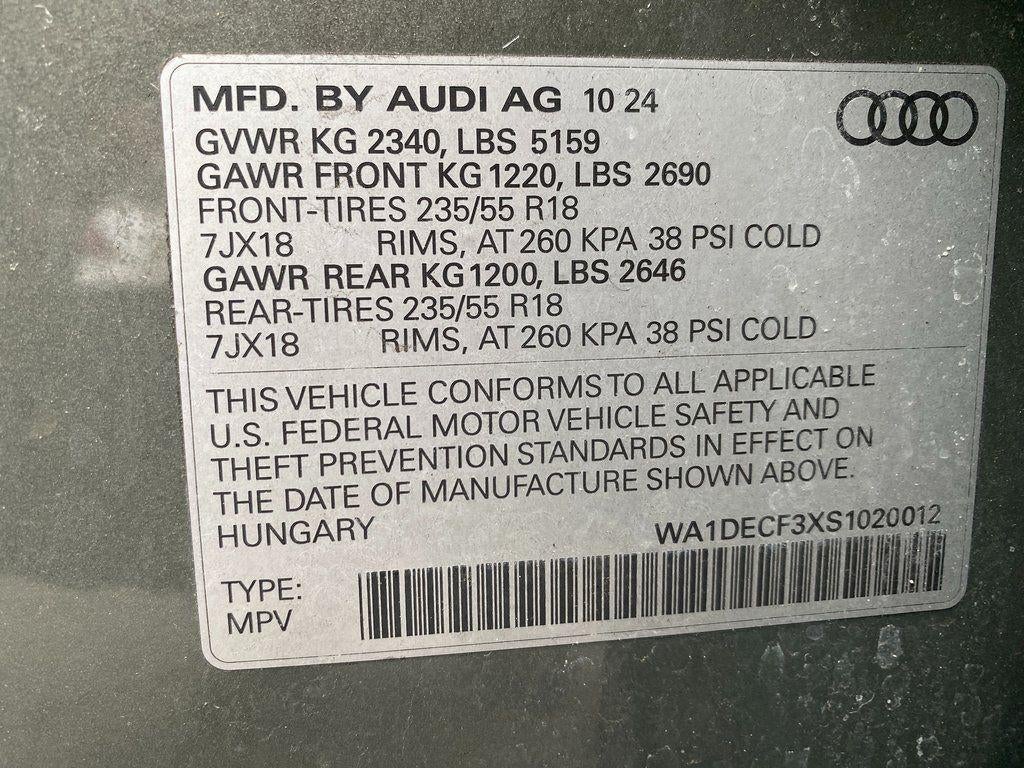 MFD. BY AUDI AG 10 24
GVWR KG 2340, LBS 5159
GAWR FRONT KG 1220, LBS 2690
FRONT-TIRES 235/55 R18
7JX18 RIMS, AT 260 KPA 38 PSI COLD
GAWR REAR KG 1200, LBS 2646
REAR-TIRES 235/55 R18
7JX18 RIMS, AT 260 KPA 38 PSI COLD
THIS VEHICLE CONFORMS TO ALL APPLICABLE
U.S. FEDERAL MOTOR VEHICLE SAFETY AND
THEFT PREVENTION STANDARDS IN EFFECT ON
THE DATE OF MANUFACTURE SHOWN ABOVE.
HUNGARY WA1DECF3XS1020012
TYPE:
MPV